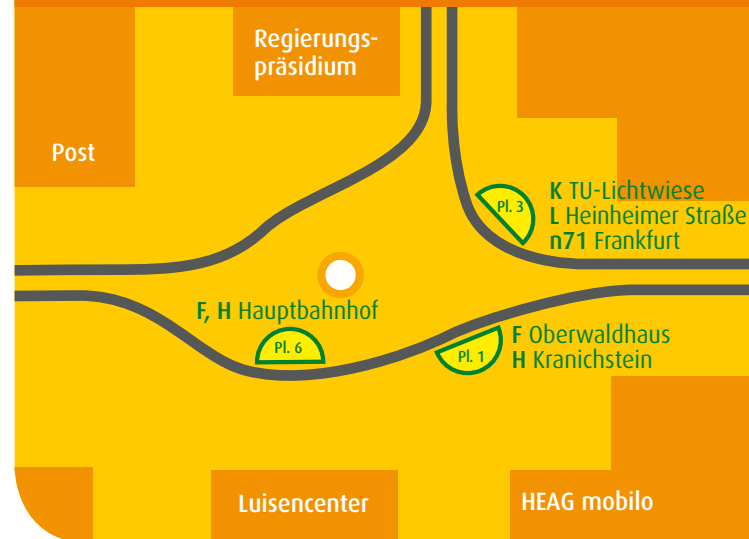 Regierungs-
präsidium
Post
Pl. 3
K TU-Lichtwiese
L Heinheimer Straße
n71 Frankfurt
F, H Hauptbahnhof
Pl. 6
Pl. 1
F Oberwaldhaus
H Kranichstein
Luisencenter
HEAG mobilo